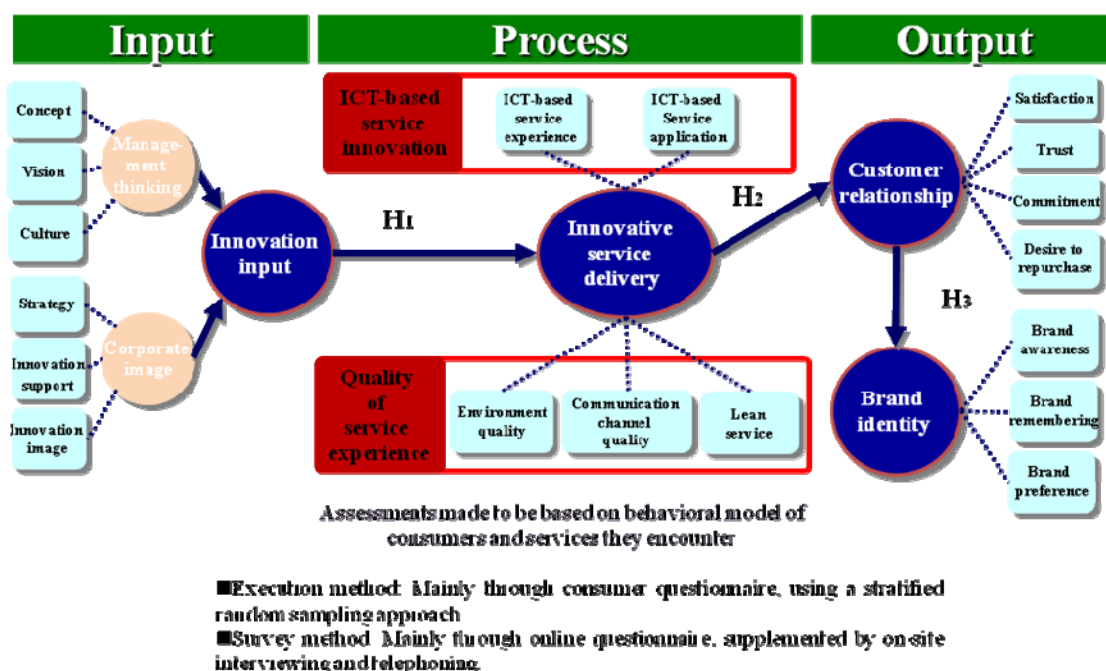 Input
Process
Output
Concept
Vision
Culture
Manage-
ment
thinking
Strategy
Innovation
support
Innovation
image
Corporate
image
Innovation
input
H1
ICT-based
service
innovation
ICT-based
service
experience
ICT-based
Service
application
Innovative
service
delivery
Quality
of
service
experience
Environment
quality
Communication
channel
quality
Lean
service
H2
Customer
relationship
Satisfaction
Trust
Commitment
Desire to
repurchase
H3
Brand
identity
Brand
awareness
Brand
remembering
Brand
preference
Assessments made to be based on behavioral model of
consumers and services they encounter
■Execution method: Mainly through consumer questionnaire, using a stratified
random sampling approach
■Survey method: Mainly through online questionnaire, supplemented by on-site
interviewing and telephoning